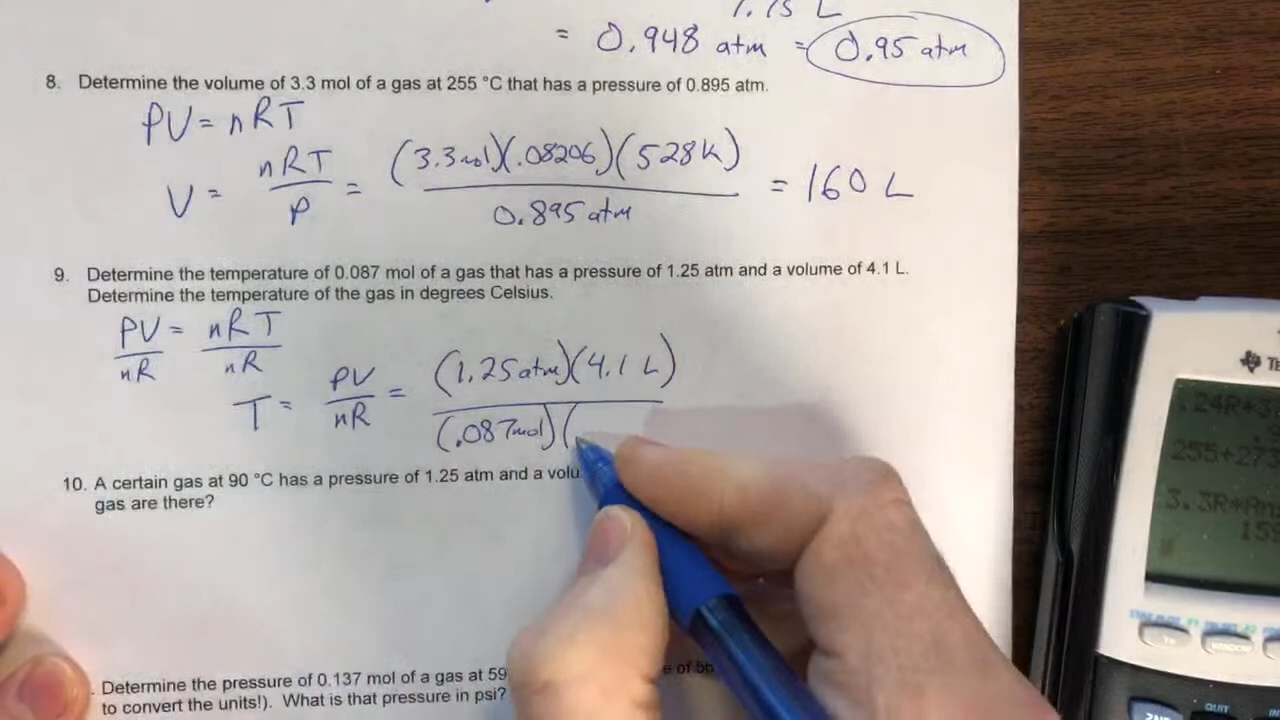 = 0.948 atm = 0.95 atm
8. Determine the volume of 3.3 mol of a gas at 255 °C that has a pressure of 0.895 atm.
PV = nRT
V = nRT / P = (3.3 mol)(.08206)(528K) / 0.895 atm = 160 L
9. Determine the temperature of 0.087 mol of a gas that has a pressure of 1.25 atm and a volume of 4.1 L.
Determine the temperature of the gas in degrees Celsius.
PV / nR = nRT / nR
T = PV / nR = (1.25 atm)(4.1 L) / (.087 mol)(
10. A certain gas at 90 °C has a pressure of 1.25 atm and a
gas are there?
Determine the pressure of 0.137 mol of a gas at 59 e of 56
to convert the units!). What is that pressure in psi?
255+273
WINDOW
QUIT